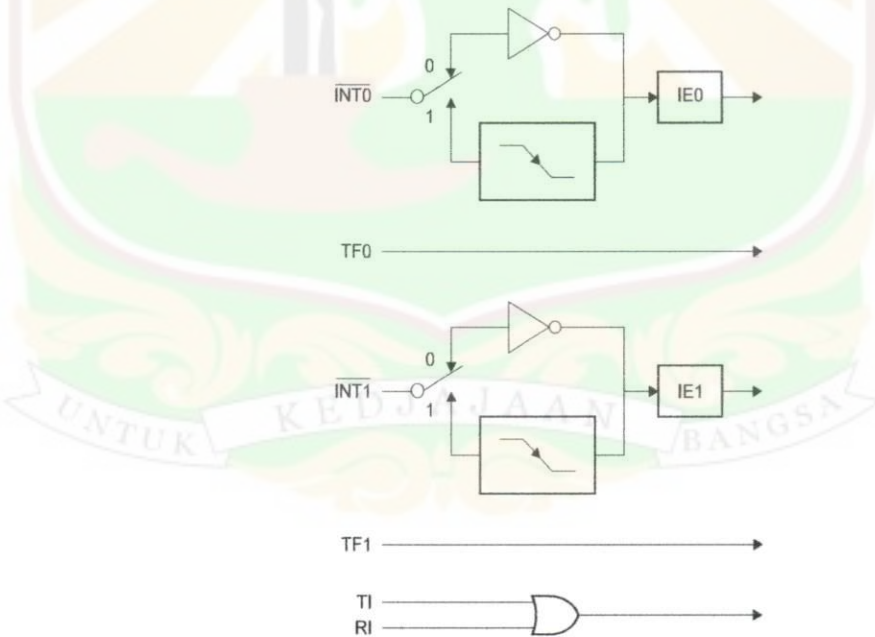 0
INT0
1
IE0
TF0
0
INT1
1
IE1
UNTUK KEDJAJAAN BANGSA
TF1
TI
RI